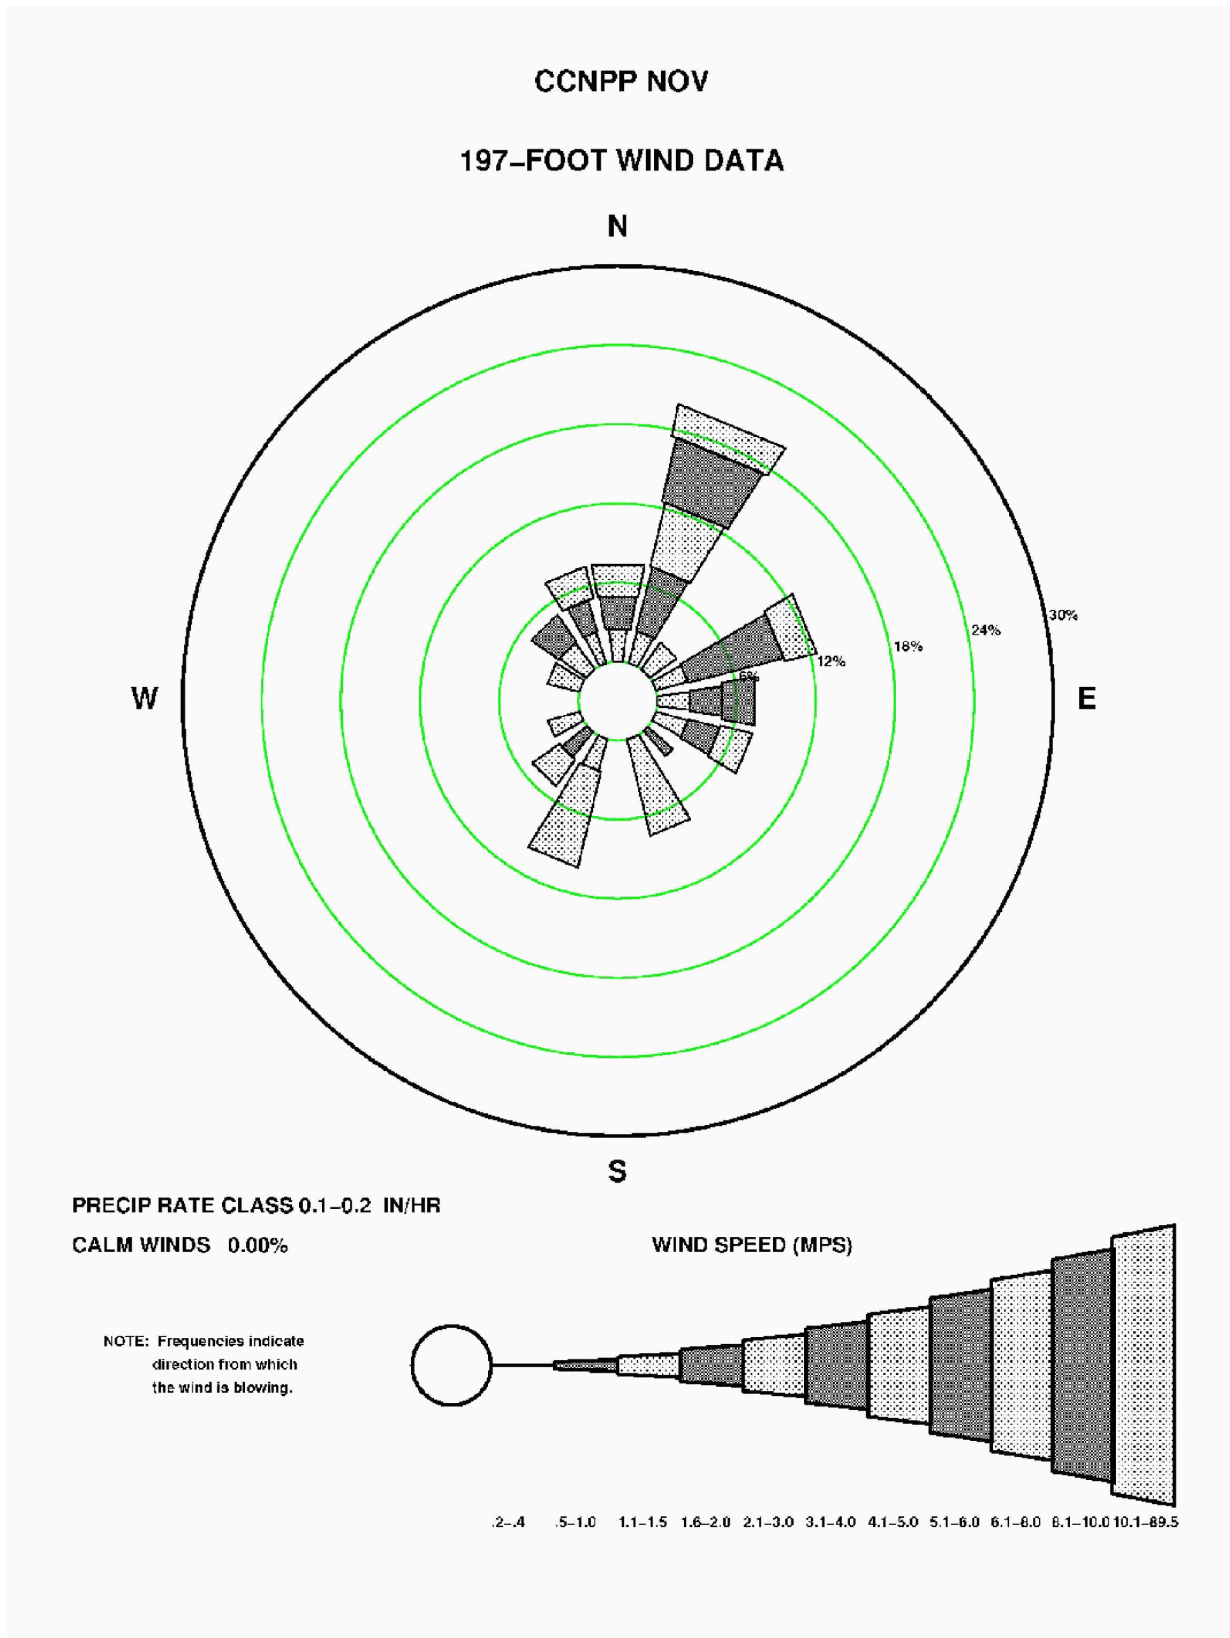 CCNPP NOV
197–FOOT WIND DATA
N
30%
24%
18%
12%
6%
W
E
S
PRECIP RATE CLASS 0.1–0.2 IN/HR
CALM WINDS 0.00%
WIND SPEED (MPS)
NOTE: Frequencies indicate
direction from which
the wind is blowing.
.2–.4 .5–1.0 1.1–1.5 1.6–2.0 2.1–3.0 3.1–4.0 4.1–5.0 5.1–6.0 6.1–8.0 8.1–10.0 10.1–89.5